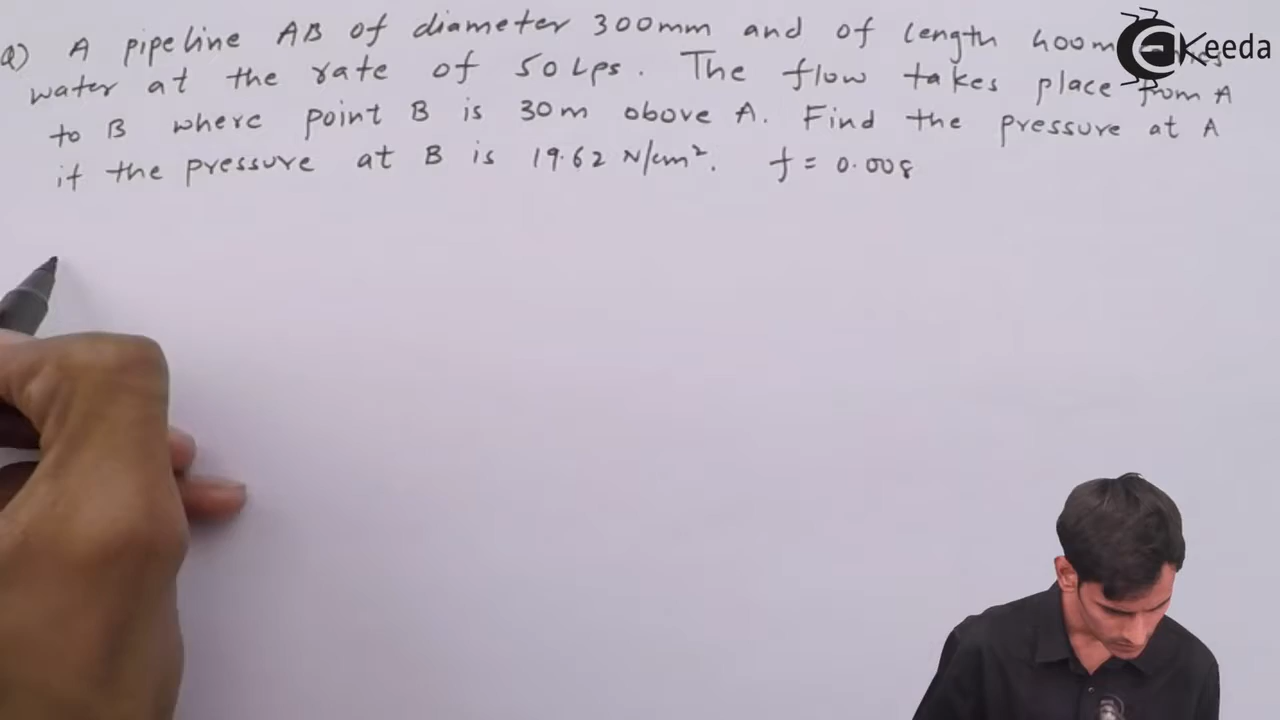 Q) A pipeline AB of diameter 300mm and of length 400m
water at the rate of 50 Lps. The flow takes place from A
to B where point B is 30m above A. Find the pressure at A
if the pressure at B is 19.62 N/cm². f = 0.008
eKeeda